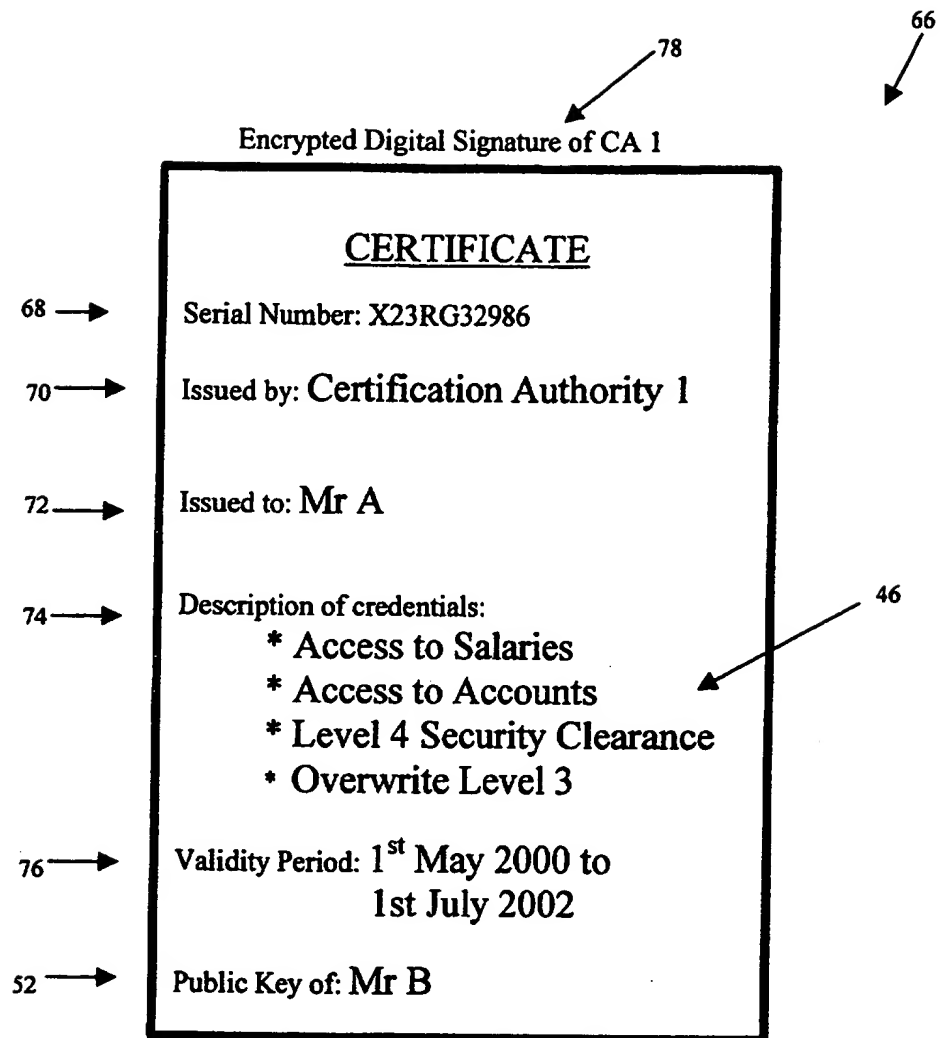 66
78
Encrypted Digital Signature of CA 1
CERTIFICATE
68 Serial Number: X23RG32986
70 Issued by: Certification Authority 1
72 Issued to: Mr A
74 Description of credentials:
46
* Access to Salaries
* Access to Accounts
* Level 4 Security Clearance
* Overwrite Level 3
76 Validity Period: 1st May 2000 to
1st July 2002
52 Public Key of: Mr B